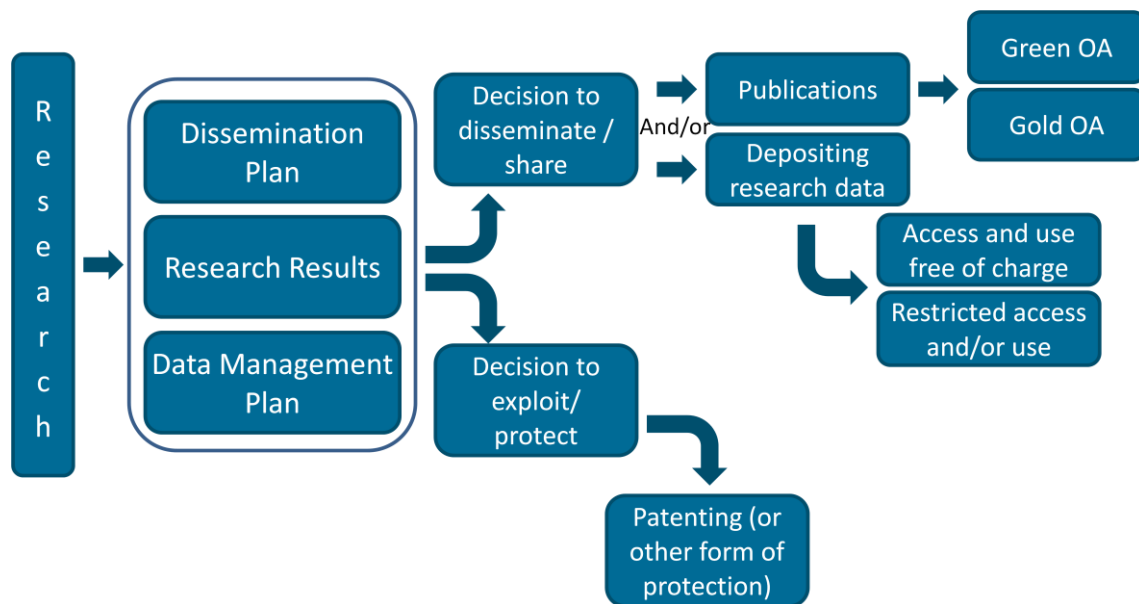 Research
Dissemination
Plan
Research Results
Data Management
Plan
Decision to
disseminate /
share
And/or
Publications
Depositing
research data
Green OA
Gold OA
Access and use
free of charge
Restricted access
and/or use
Decision to
exploit/
protect
Patenting (or
other form of
protection)